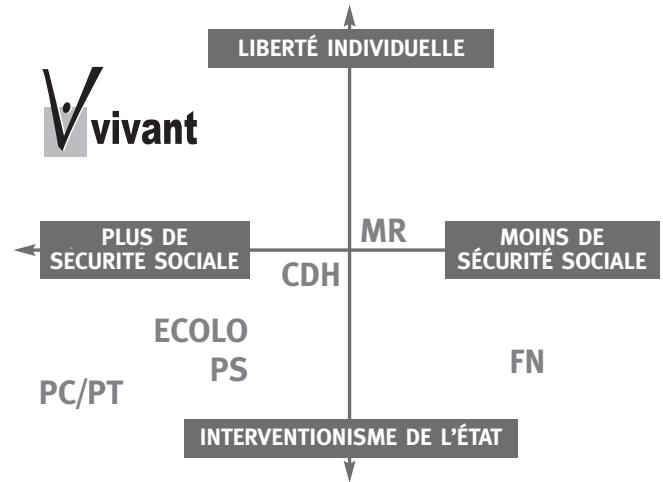 LIBERTÉ INDIVIDUELLE
vivant
MR
PLUS DE
SÉCURITÉ SOCIALE
MOINS DE
SÉCURITÉ SOCIALE
CDH
ECOLO
PS
FN
PC/PT
INTERVENTIONISME DE L'ÉTAT